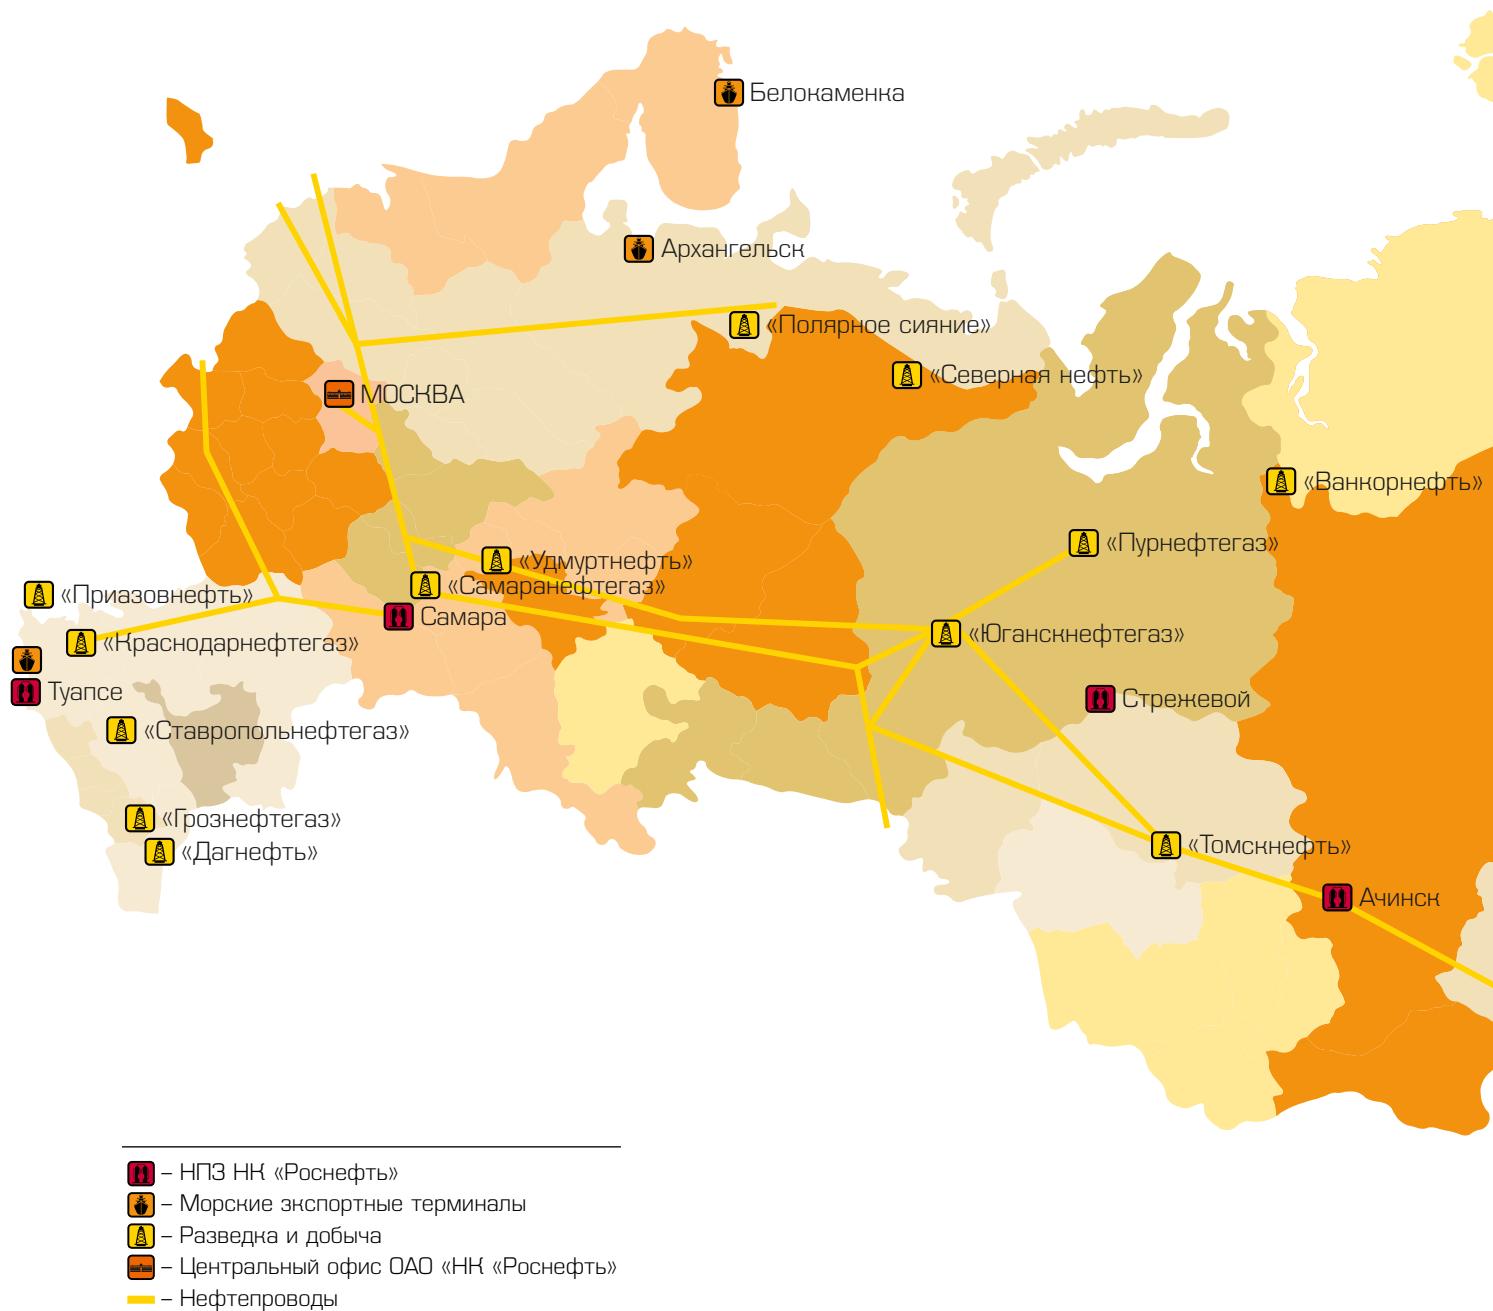 Белокаменка
Архангельск
«Полярное сияние»
«Северная нефть»
МОСКВА
«Ванкорнефть»
«Пурнефтегаз»
«Удмуртнефть»
«Самаранефтегаз»
«Приазовнефть»
Самара
«Юганскнефтегаз»
«Краснодарнефтегаз»
Туапсе
Стрежевой
«Ставропольнефтегаз»
«Грознефтегаз»
«Томскнефть»
«Дагнефть»
Ачинск
– НПЗ НК «Роснефть»
– Морские зкспортные терминалы
– Разведка и добыча
– Центральный офис ОАО «НК «Роснефть»
– Нефтепроводы